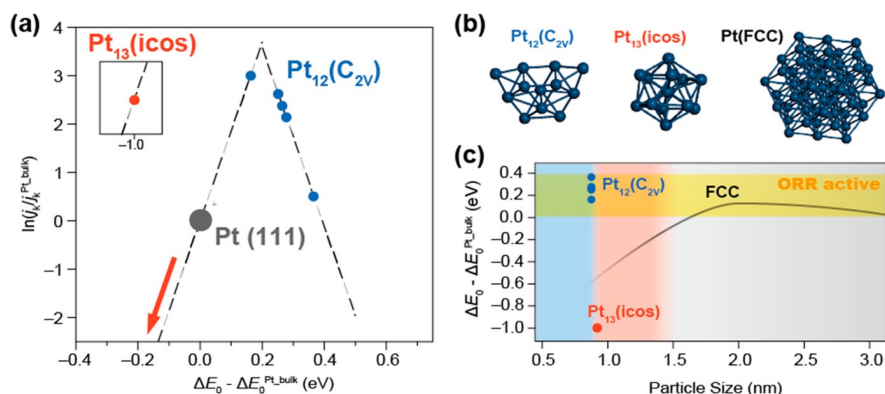 (a)
Pt13(icos)
−1.0
Pt12(C2V)
Pt (111)
ln(jk/jkPt_bulk)
4
3
2
1
0
−1
−2
−0.4 −0.2 0.0 0.2 0.4 0.6
ΔE0 - ΔE0Pt_bulk (eV)
(b)
Pt12(C2V) Pt13(icos) Pt(FCC)
(c)
ΔE0 - ΔE0Pt_bulk (eV)
0.4
0.2
0.0
−0.2
−0.4
−0.6
−0.8
−1.0
Pt12(C2V)
FCC
ORR active
Pt13(icos)
0.5 1.0 1.5 2.0 2.5 3.0
Particle Size (nm)